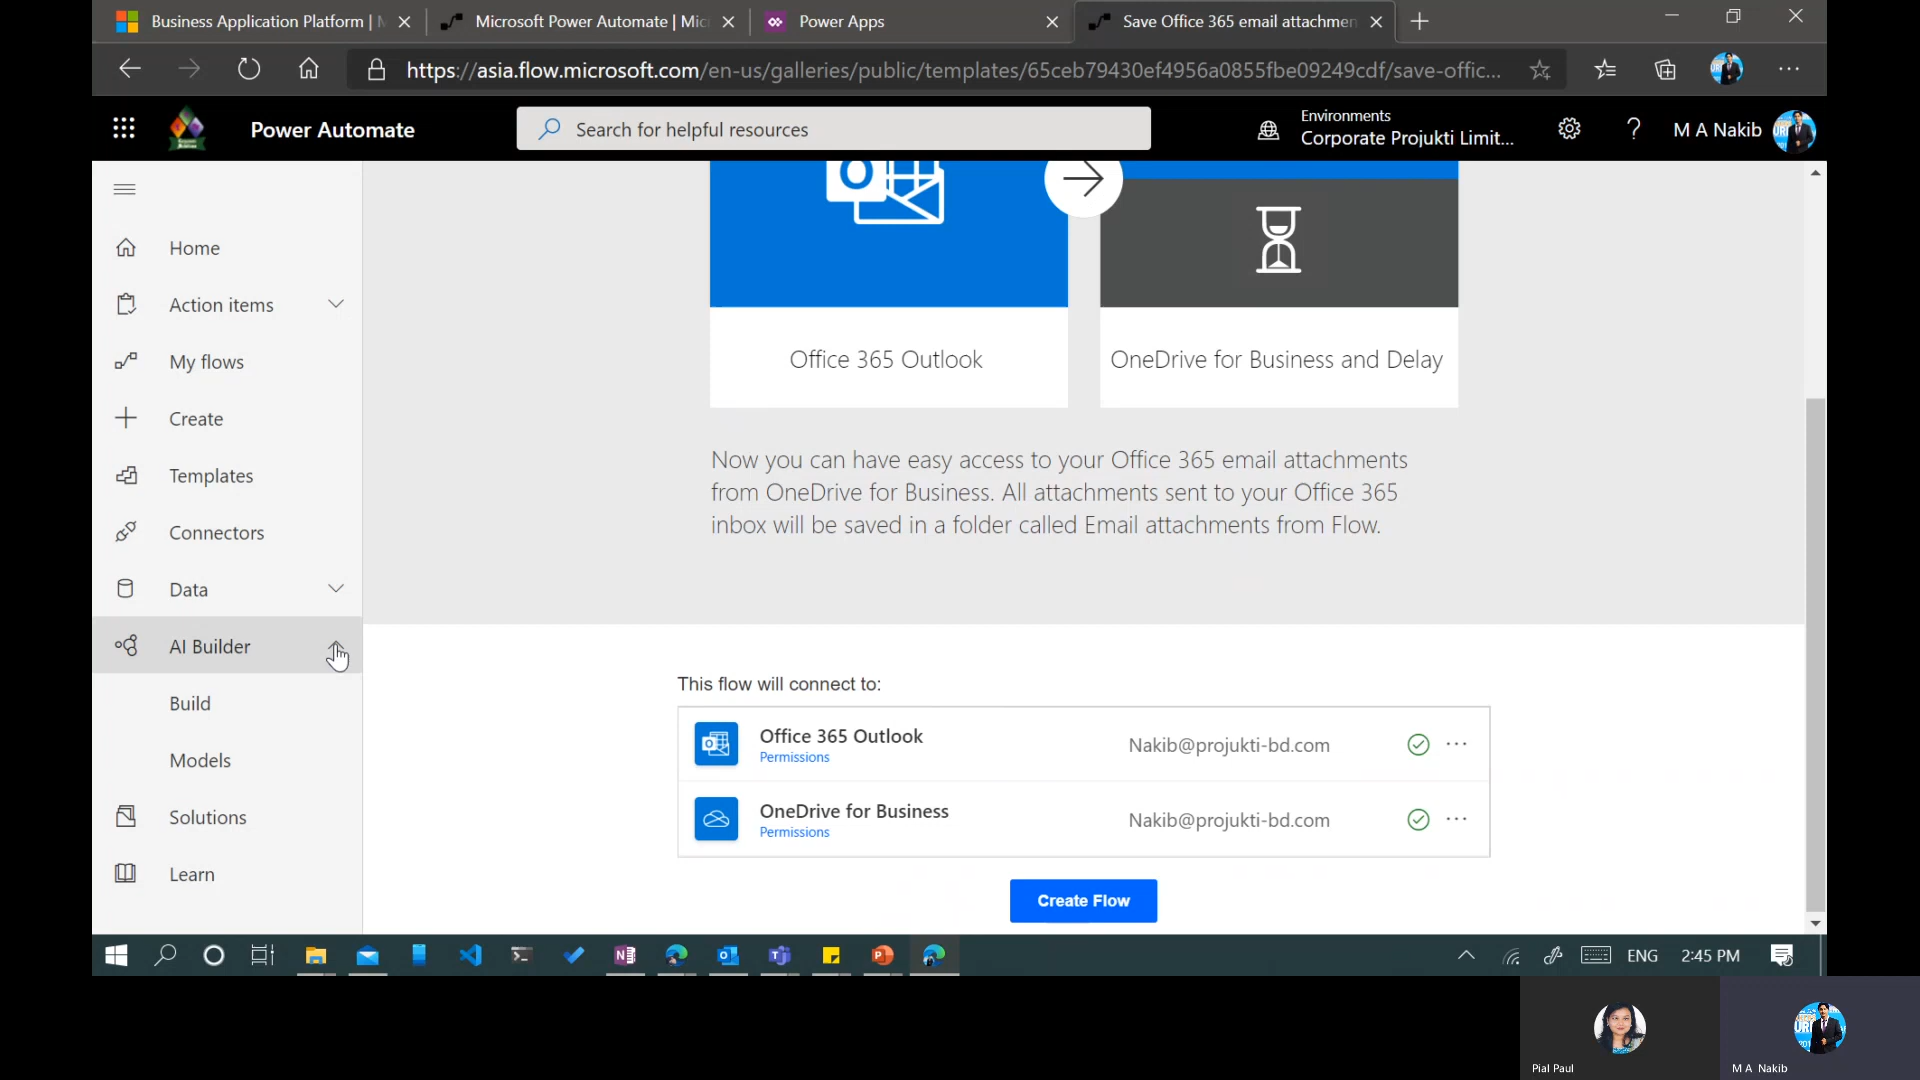 Business Application Platform | M
Microsoft Power Automate | Mic
Power Apps
Save Office 365 email attachmen
https://asia.flow.microsoft.com/en-us/galleries/public/templates/65ceb79430ef4956a0855fbe09249cdf/save-offic...
Power Automate
Search for helpful resources
Environments
Corporate Projukti Limit...
M A Nakib
Home
Action items
My flows
Create
Templates
Connectors
Data
AI Builder
Build
Models
Solutions
Learn
Office 365 Outlook
OneDrive for Business and Delay
Now you can have easy access to your Office 365 email attachments
from OneDrive for Business. All attachments sent to your Office 365
inbox will be saved in a folder called Email attachments from Flow.
This flow will connect to:
Office 365 Outlook
Permissions
Nakib@projukti-bd.com
OneDrive for Business
Permissions
Nakib@projukti-bd.com
Create Flow
ENG
2:45 PM
Pial Paul
M A Nakib